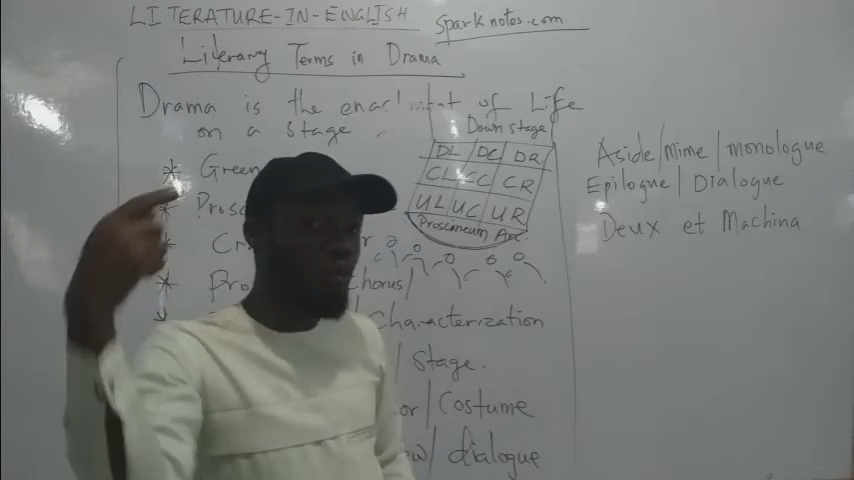 LITERATURE-IN-ENGLISH
Sparknotes.com
Literary Terms in Drama
Drama is the of Life
on a stage
Down stage
DL DC DR
CL CC CR
UL UC UR
Proscineum Arc.
* Green
*
*
* Chorus/
Characterization
/ Stage.
/ Costume
/ dialogue
Aside/Mime/monologue
Epilogue/Dialogue
Deux et Machina